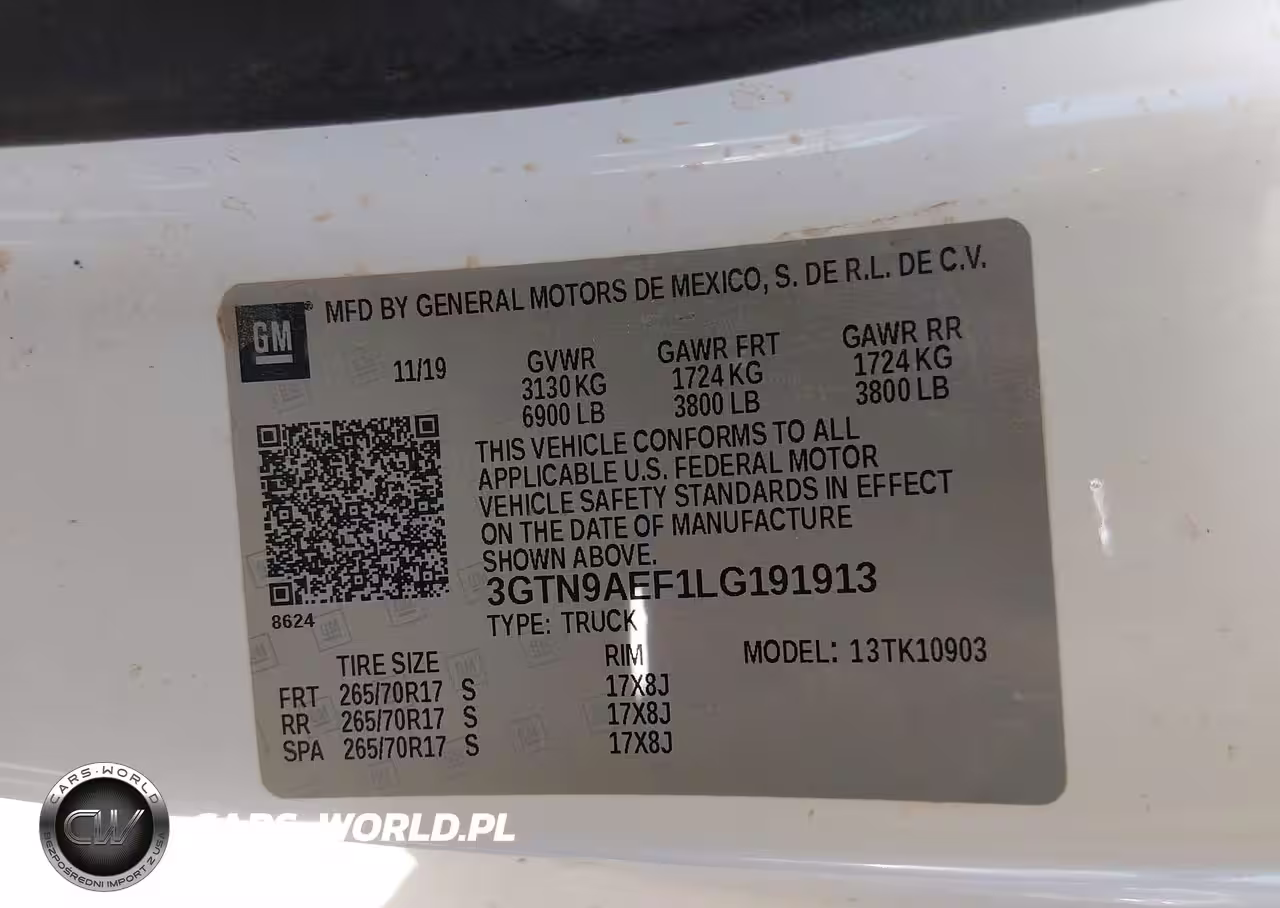 GM
MFD BY GENERAL MOTORS DE MEXICO, S. DE R.L. DE C.V.
11/19
GVWR
3130 KG
6900 LB
GAWR FRT
1724 KG
3800 LB
GAWR RR
1724 KG
3800 LB
THIS VEHICLE CONFORMS TO ALL
APPLICABLE U.S. FEDERAL MOTOR
VEHICLE SAFETY STANDARDS IN EFFECT
ON THE DATE OF MANUFACTURE
SHOWN ABOVE.
3GTN9AEF1LG191913
8624
TYPE: TRUCK
MODEL: 13TK10903
TIRE SIZE RIM
FRT 265/70R17 S 17X8J
RR 265/70R17 S 17X8J
SPA 265/70R17 S 17X8J
CARS-WORLD
CW
BEZPOŚREDNI IMPORT Z USA
CARS-WORLD.PL